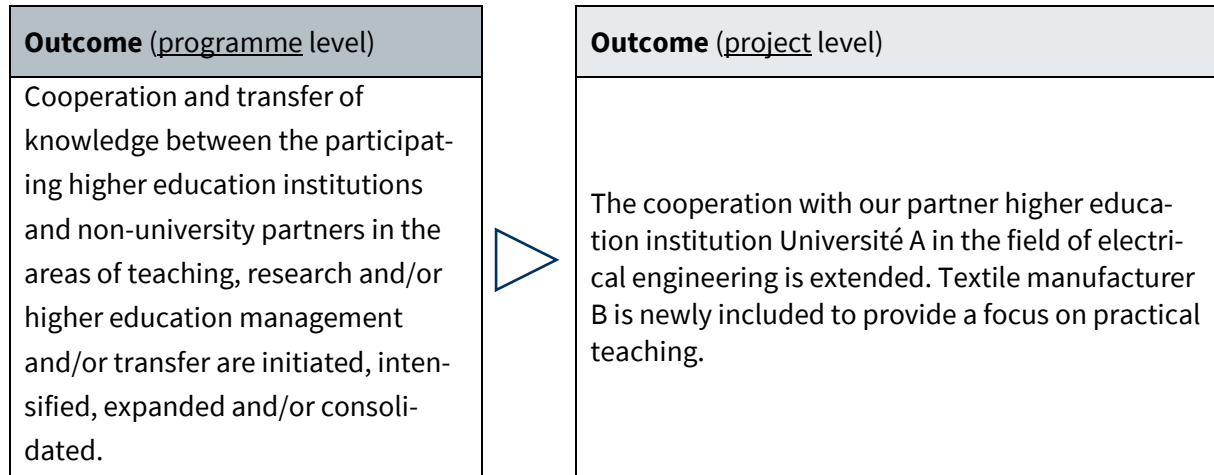 Outcome (programme level)
Cooperation and transfer of
knowledge between the participat-
ing higher education institutions
and non-university partners in the
areas of teaching, research and/or
higher education management
and/or transfer are initiated, inten-
sified, expanded and/or consoli-
dated.
Outcome (project level)
The cooperation with our partner higher educa-
tion institution Université A in the field of electri-
cal engineering is extended. Textile manufacturer
B is newly included to provide a focus on practical
teaching.